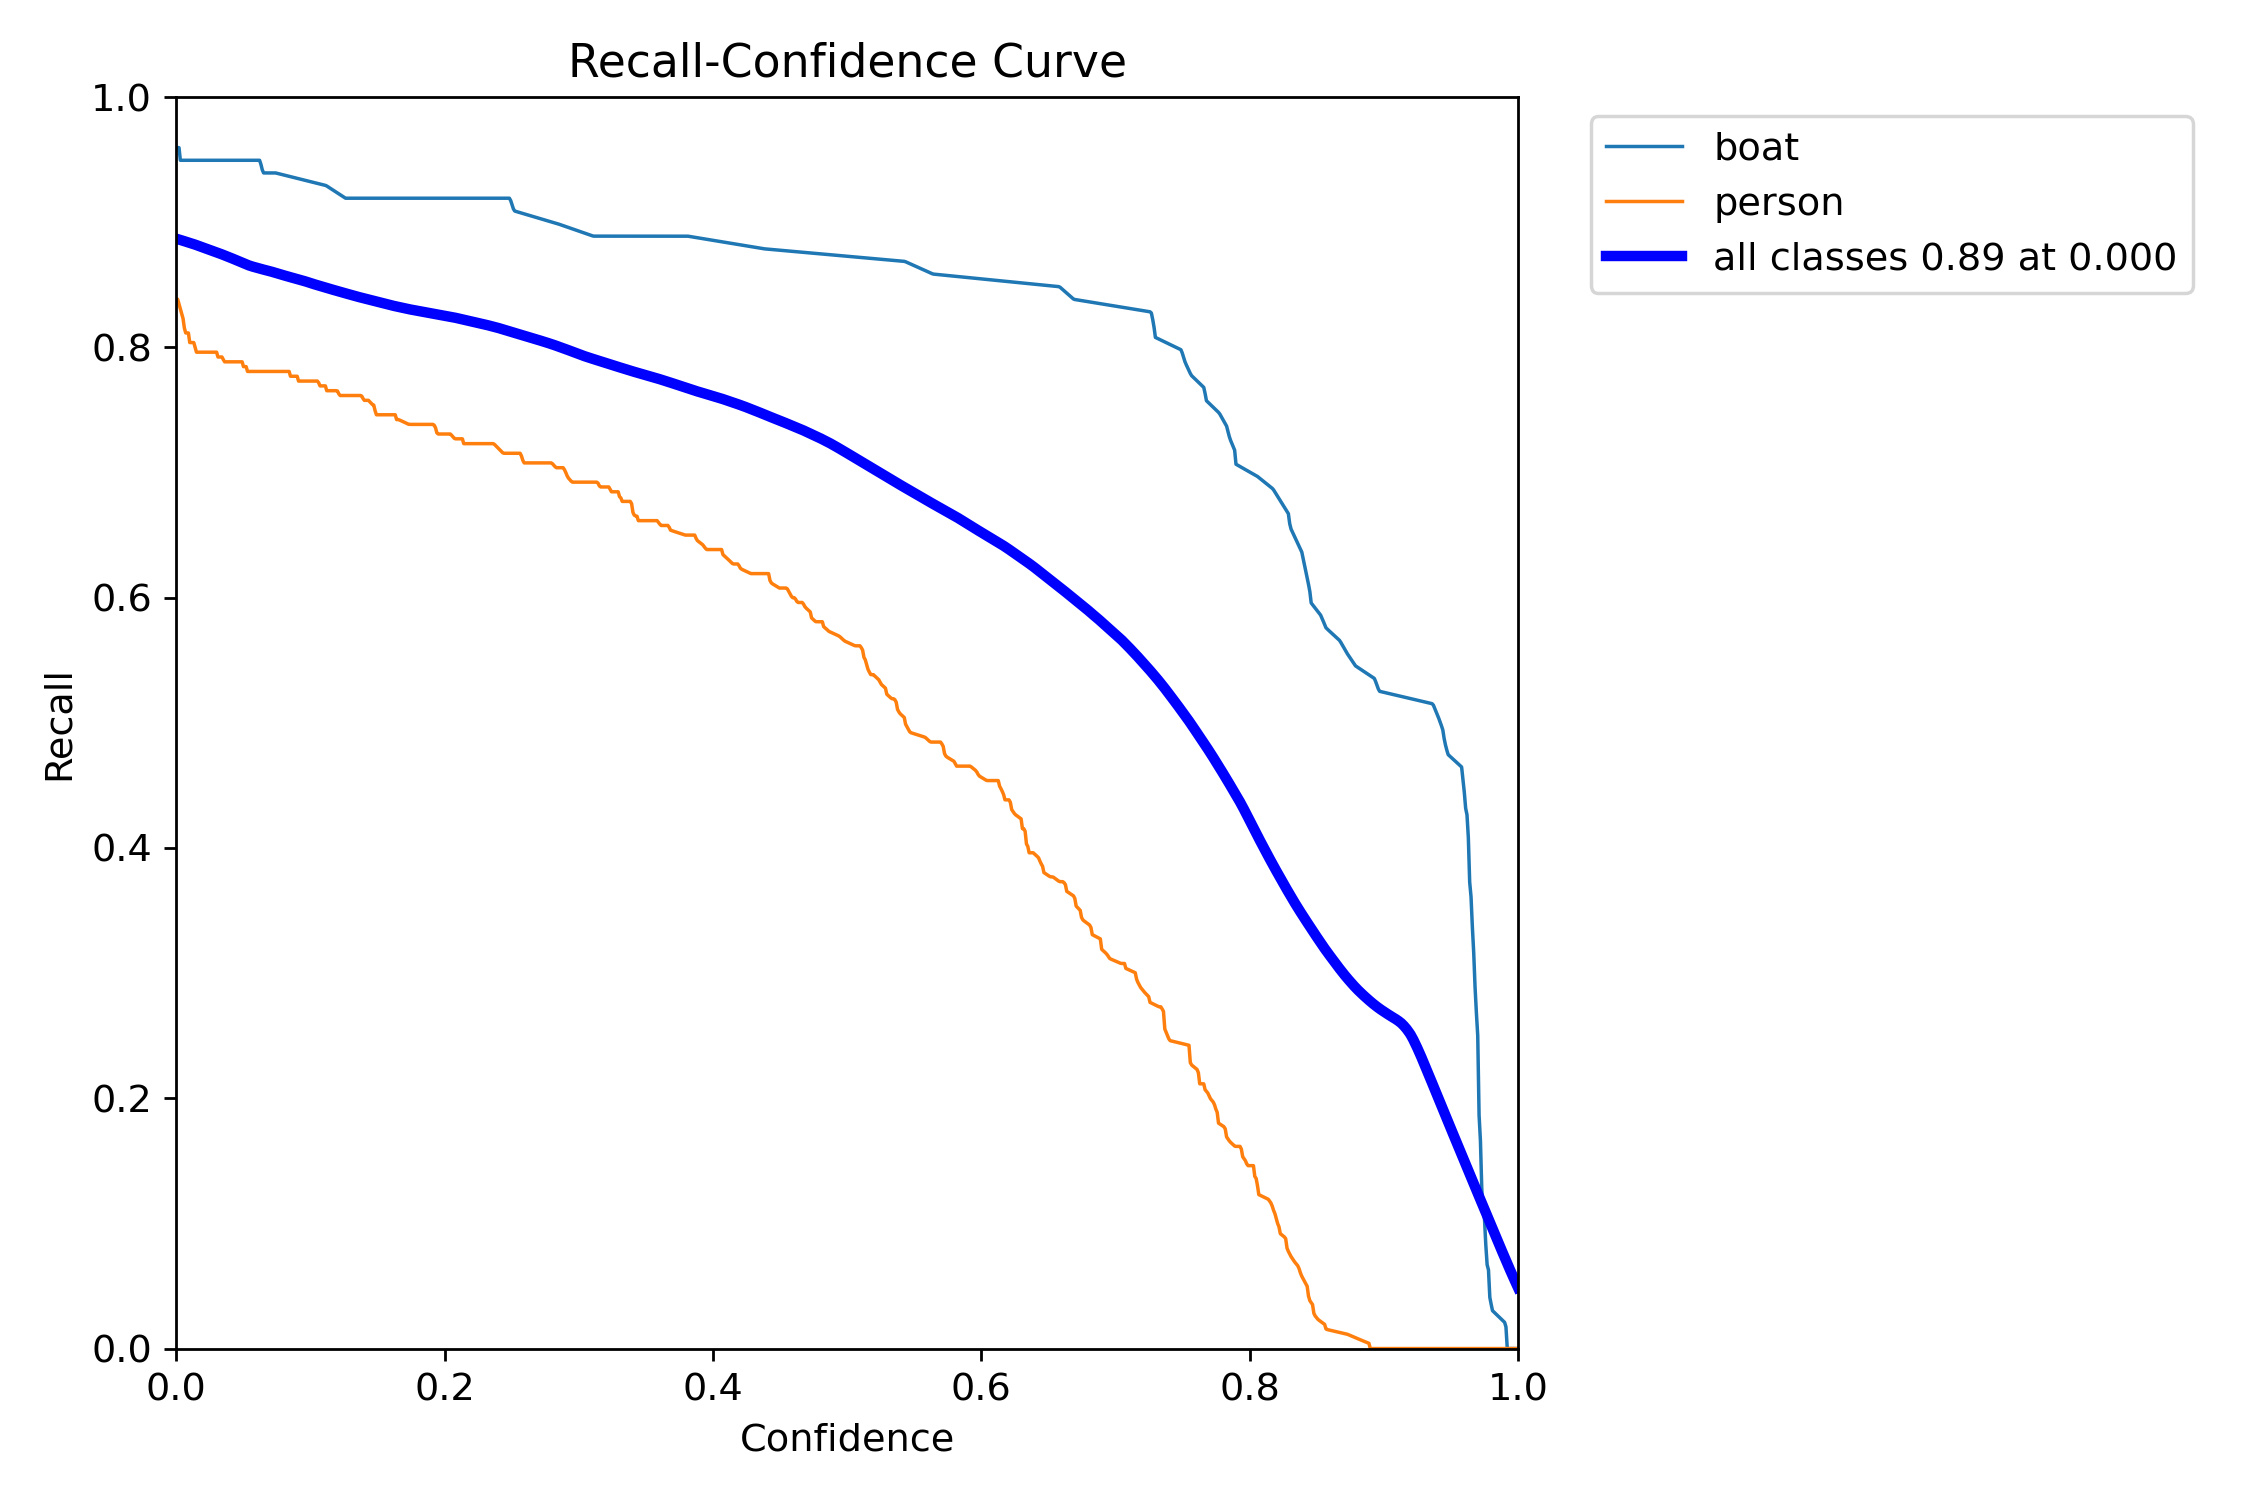 Recall-Confidence Curve
1.0
0.8
0.6
0.4
0.2
0.0
Recall
0.0 0.2 0.4 0.6 0.8 1.0
Confidence
boat
person
all classes 0.89 at 0.000